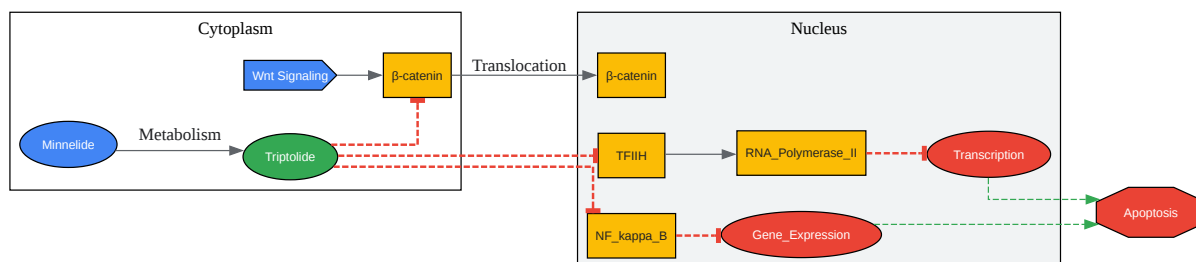 Cytoplasm
Nucleus
Wnt Signaling
β-catenin
Translocation
β-catenin
Minnelide
Metabolism
Triptolide
TFIIH
RNA_Polymerase_II
Transcription
NF_kappa_B
Gene_Expression
Apoptosis